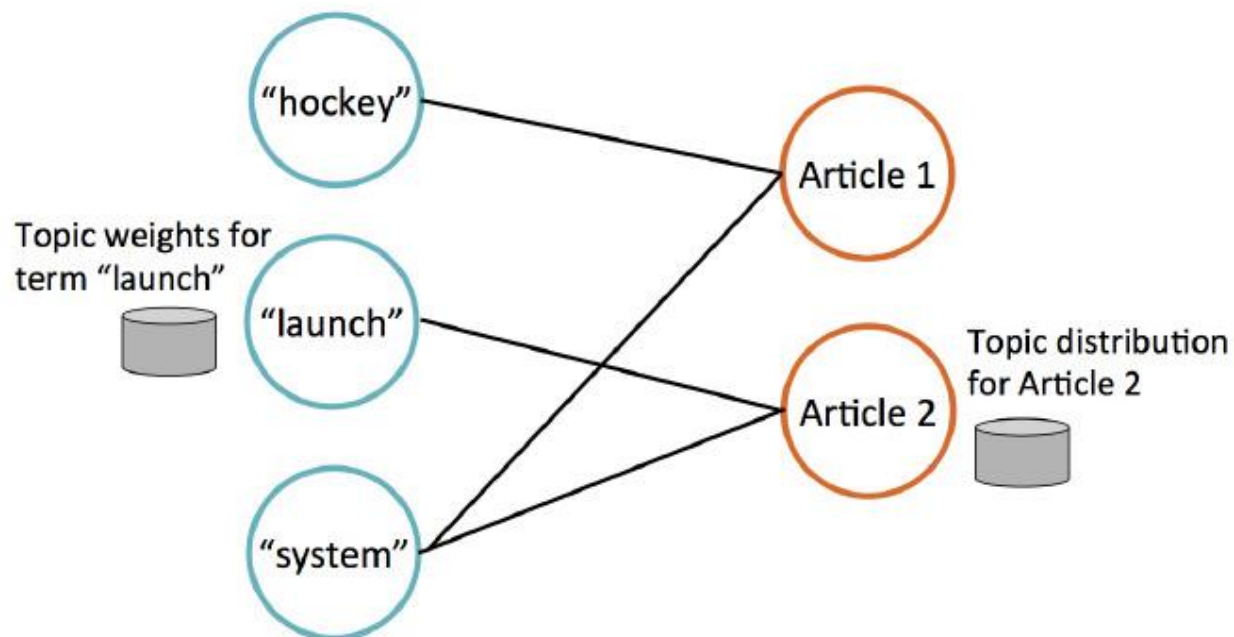 “hockey”
Article 1
Topic weights for
term “launch”
“launch”
Topic distribution
for Article 2
Article 2
“system”